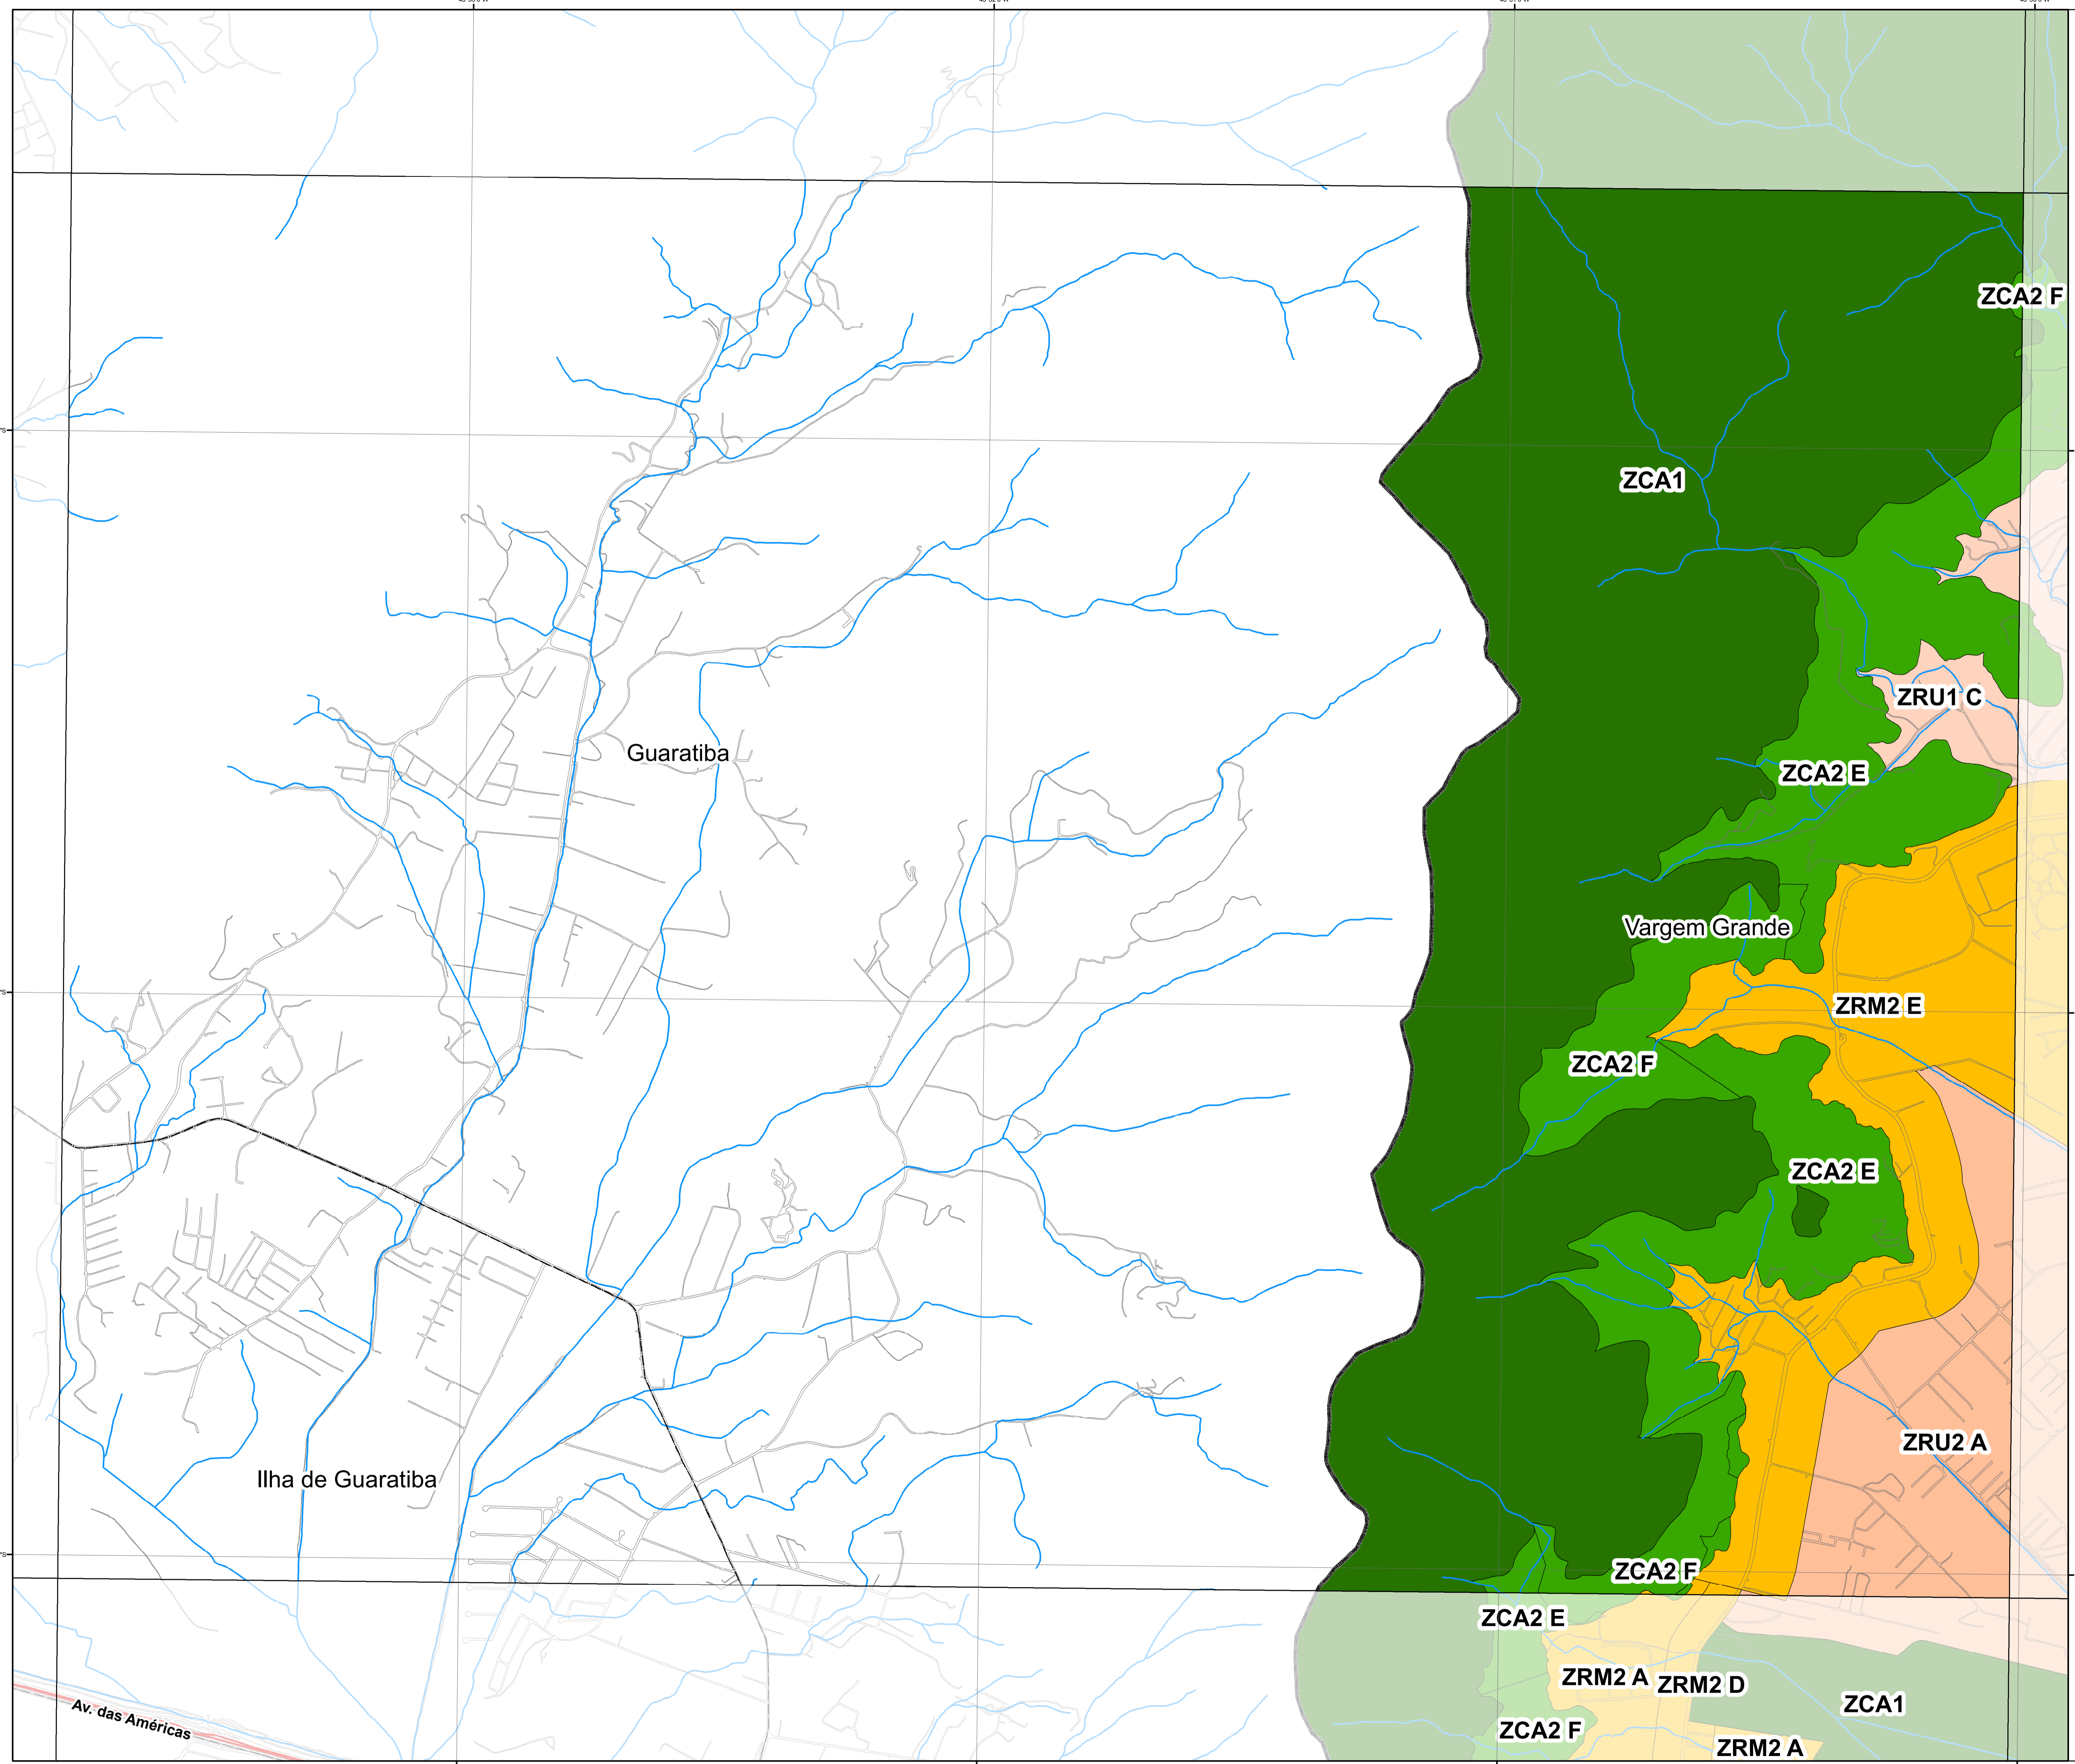 ZCA2 F
ZCA1
ZRU1 C
Guaratiba
ZCA2 E
Vargem Grande
ZRM2 E
ZCA2 F
ZCA2 E
ZRU2 A
Ilha de Guaratiba
ZCA2 F
ZCA2 E
ZRM2 A
ZRM2 D
ZCA1
Av. das Américas
ZCA2 F
ZRM2 A